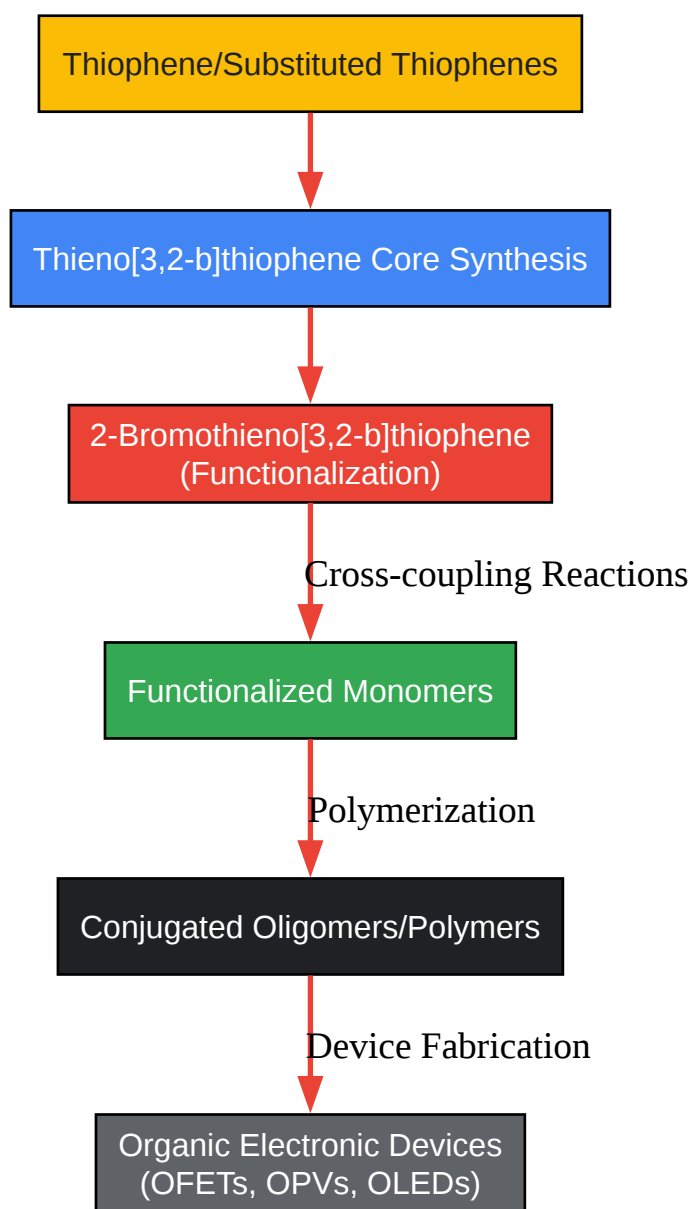 Thiophene/Substituted Thiophenes
Thieno[3,2-b]thiophene Core Synthesis
2-Bromothieno[3,2-b]thiophene
(Functionalization)
Cross-coupling Reactions
Functionalized Monomers
Polymerization
Conjugated Oligomers/Polymers
Device Fabrication
Organic Electronic Devices
(OFETs, OPVs, OLEDs)